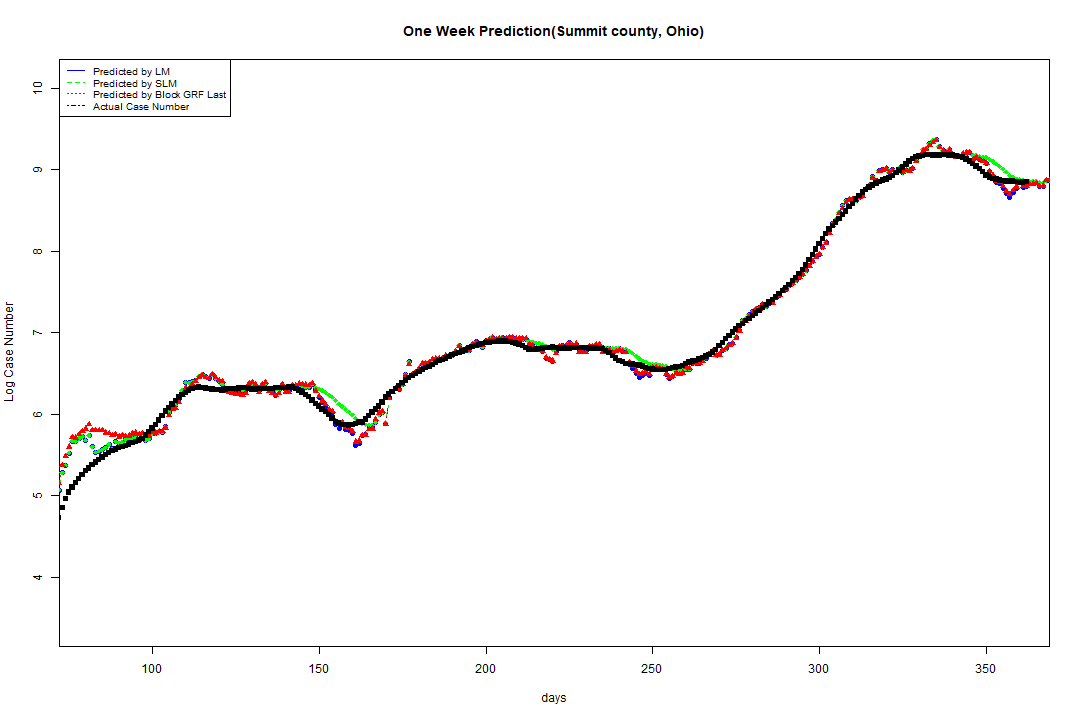 One Week Prediction(Summit county, Ohio)
Predicted by LM
Predicted by SLM
Predicted by Block GRF Last
Actual Case Number
10
9
8
7
6
5
4
Log Case Number
100 150 200 250 300 350
days